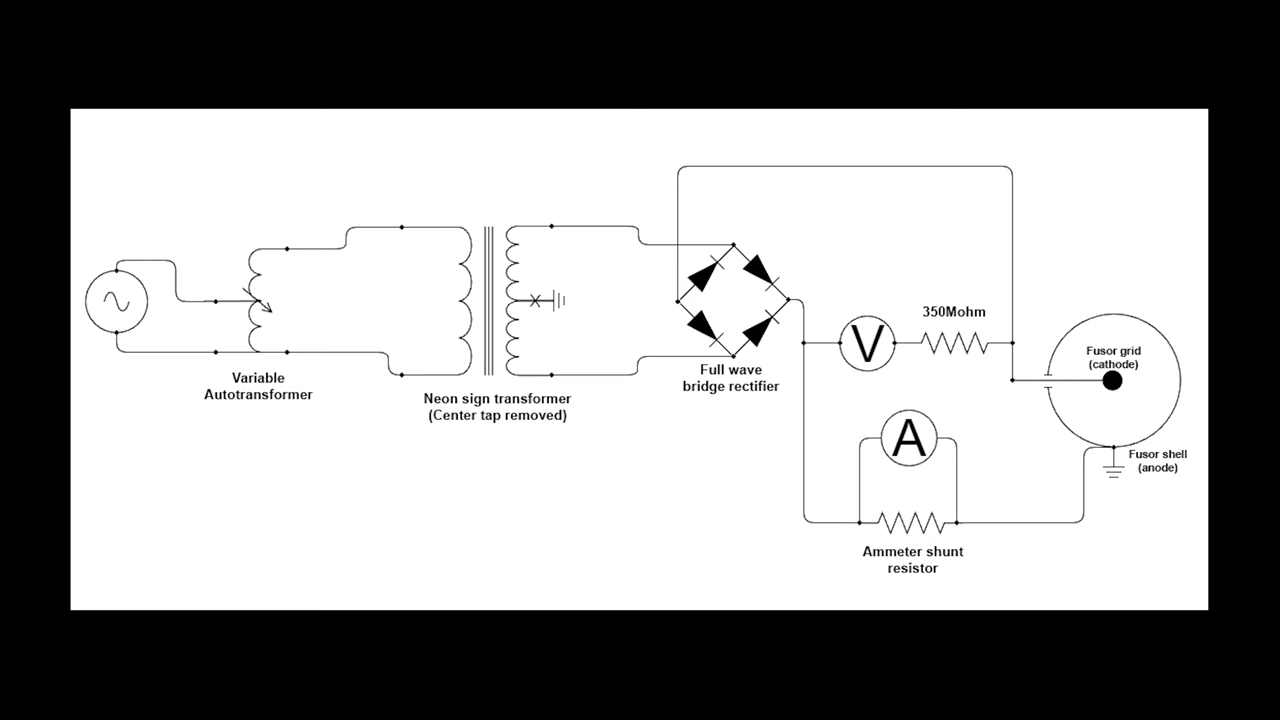 Variable
Autotransformer
Neon sign transformer
(Center tap removed)
Full wave
bridge rectifier
V
350Mohm
Fusor grid
(cathode)
A
Fusor shell
(anode)
Ammeter shunt
resistor